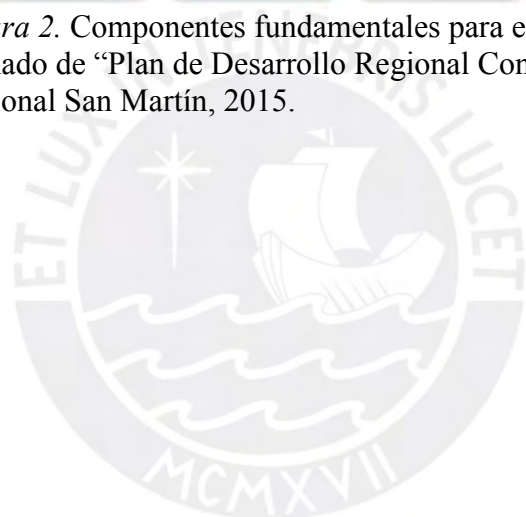 ra 2. Componentes fundamentales para e
ado de “Plan de Desarrollo Regional Con
onal San Martín, 2015.
ET LUX IN TENEBRIS LUCET
MCMXVII